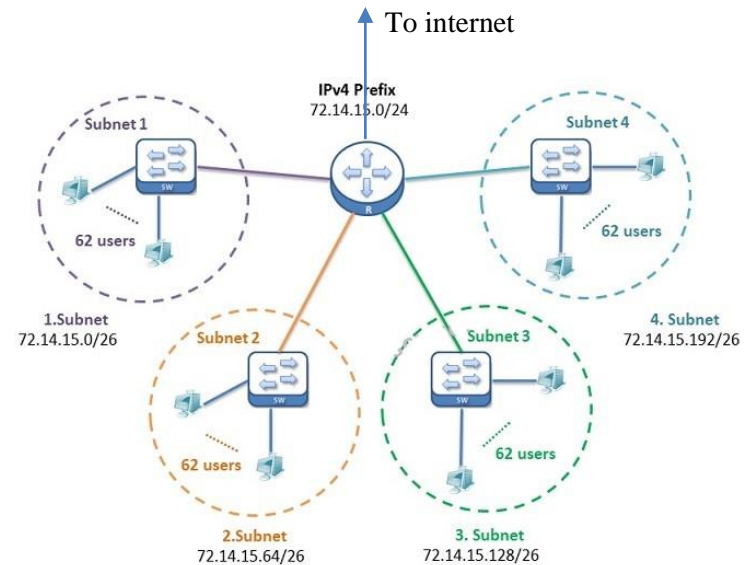 To internet
IPv4 Prefix
72.14.15.0/24
Subnet 1
SW
62 users
1.Subnet
72.14.15.0/26
R
Subnet 4
SW
62 users
4. Subnet
72.14.15.192/26
Subnet 2
SW
62 users
2.Subnet
72.14.15.64/26
Subnet 3
SW
62 users
3. Subnet
72.14.15.128/26